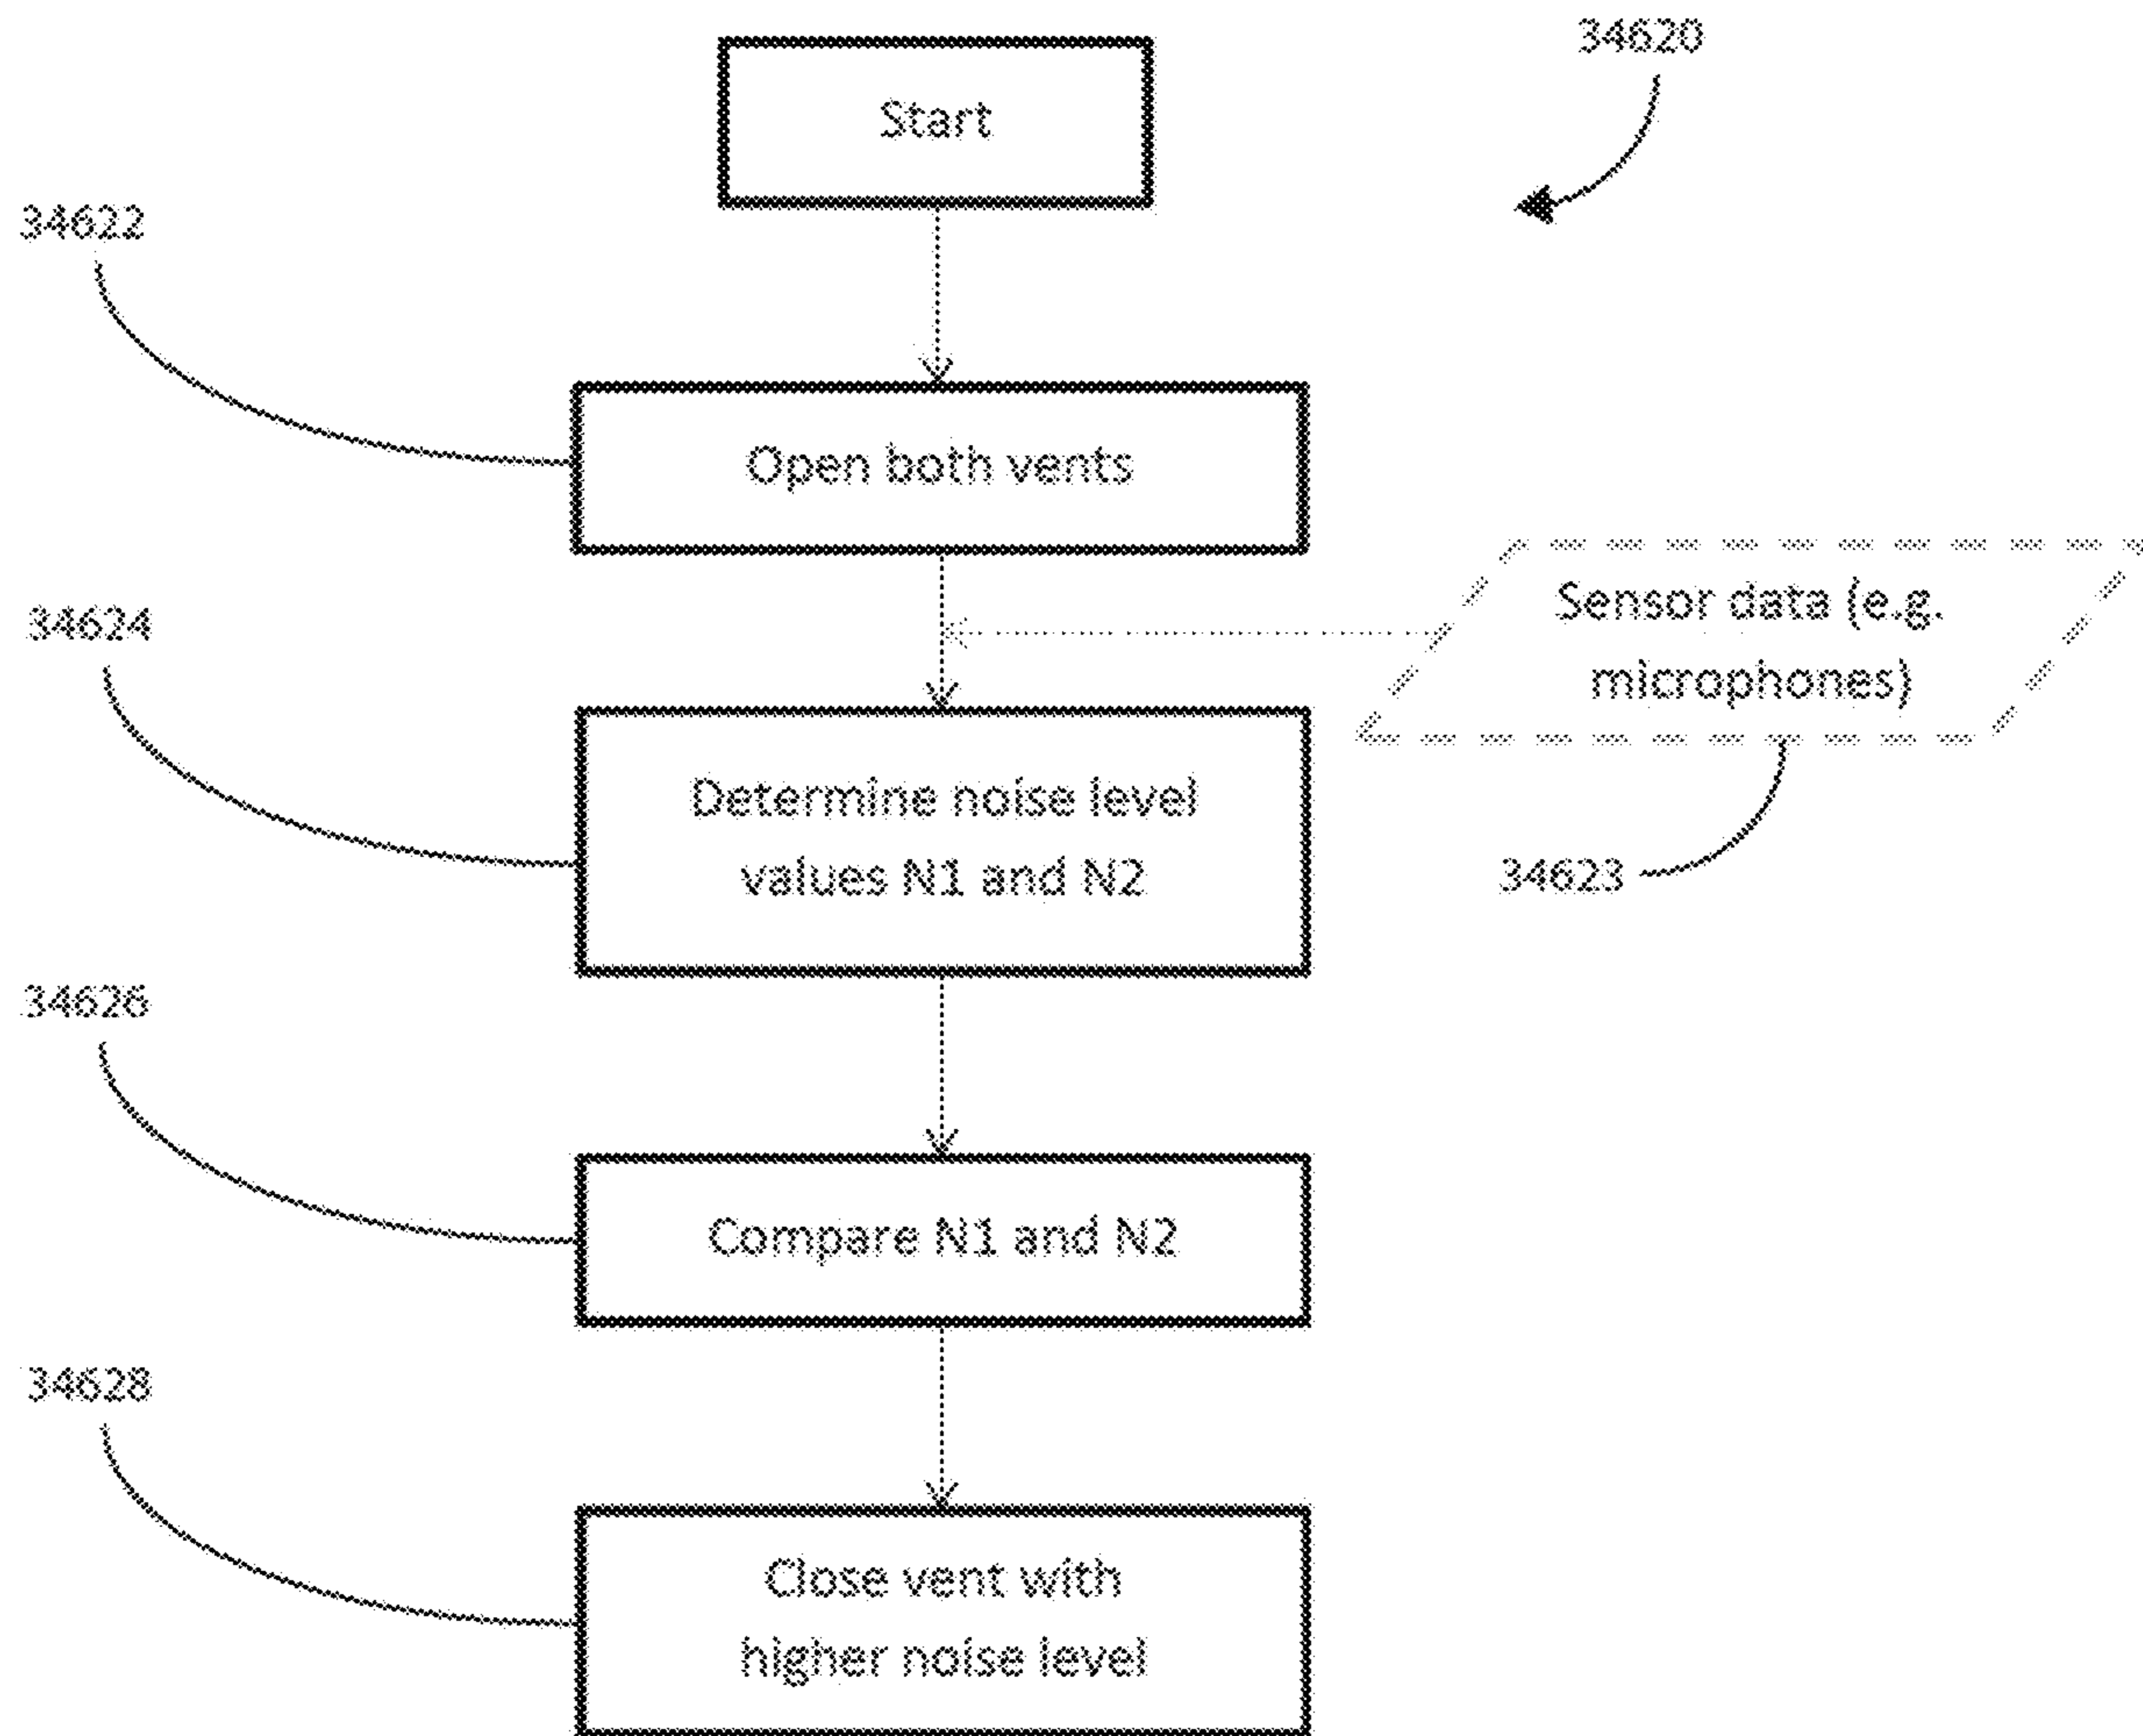 34620
Start
34622
Open both vents
Sensor data (e.g.
microphones)
34624
Determine noise level
values N1 and N2
34623
34626
Compare N1 and N2
34628
Close vent with
higher noise level